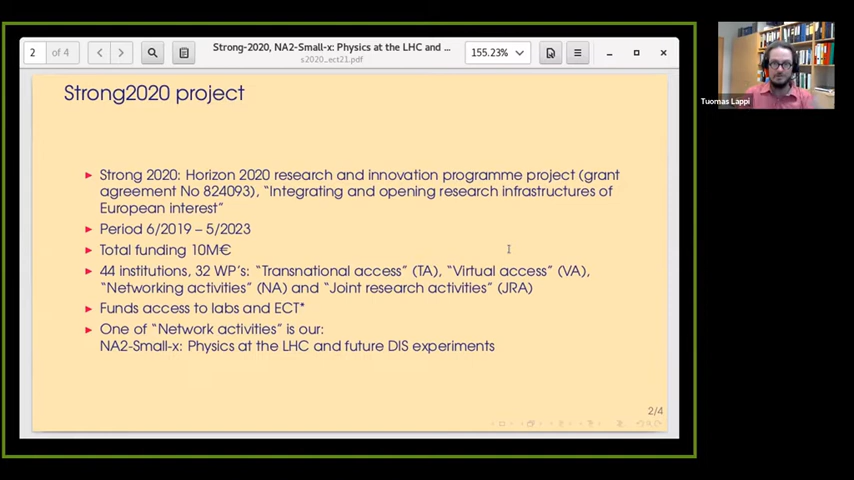 2
of 4
Strong-2020, NA2-Small-x: Physics at the LHC and ...
s2020_ect21.pdf
155.23%
Tuomas Lappi
Strong2020 project
Strong 2020: Horizon 2020 research and innovation programme project (grant
agreement No 824093), “Integrating and opening research infrastructures of
European interest”
Period 6/2019 – 5/2023
Total funding 10M€
44 institutions, 32 WP's: “Transnational access” (TA), “Virtual access” (VA),
“Networking activities” (NA) and “Joint research activities” (JRA)
Funds access to labs and ECT*
One of “Network activities” is our:
NA2-Small-x: Physics at the LHC and future DIS experiments
2/4